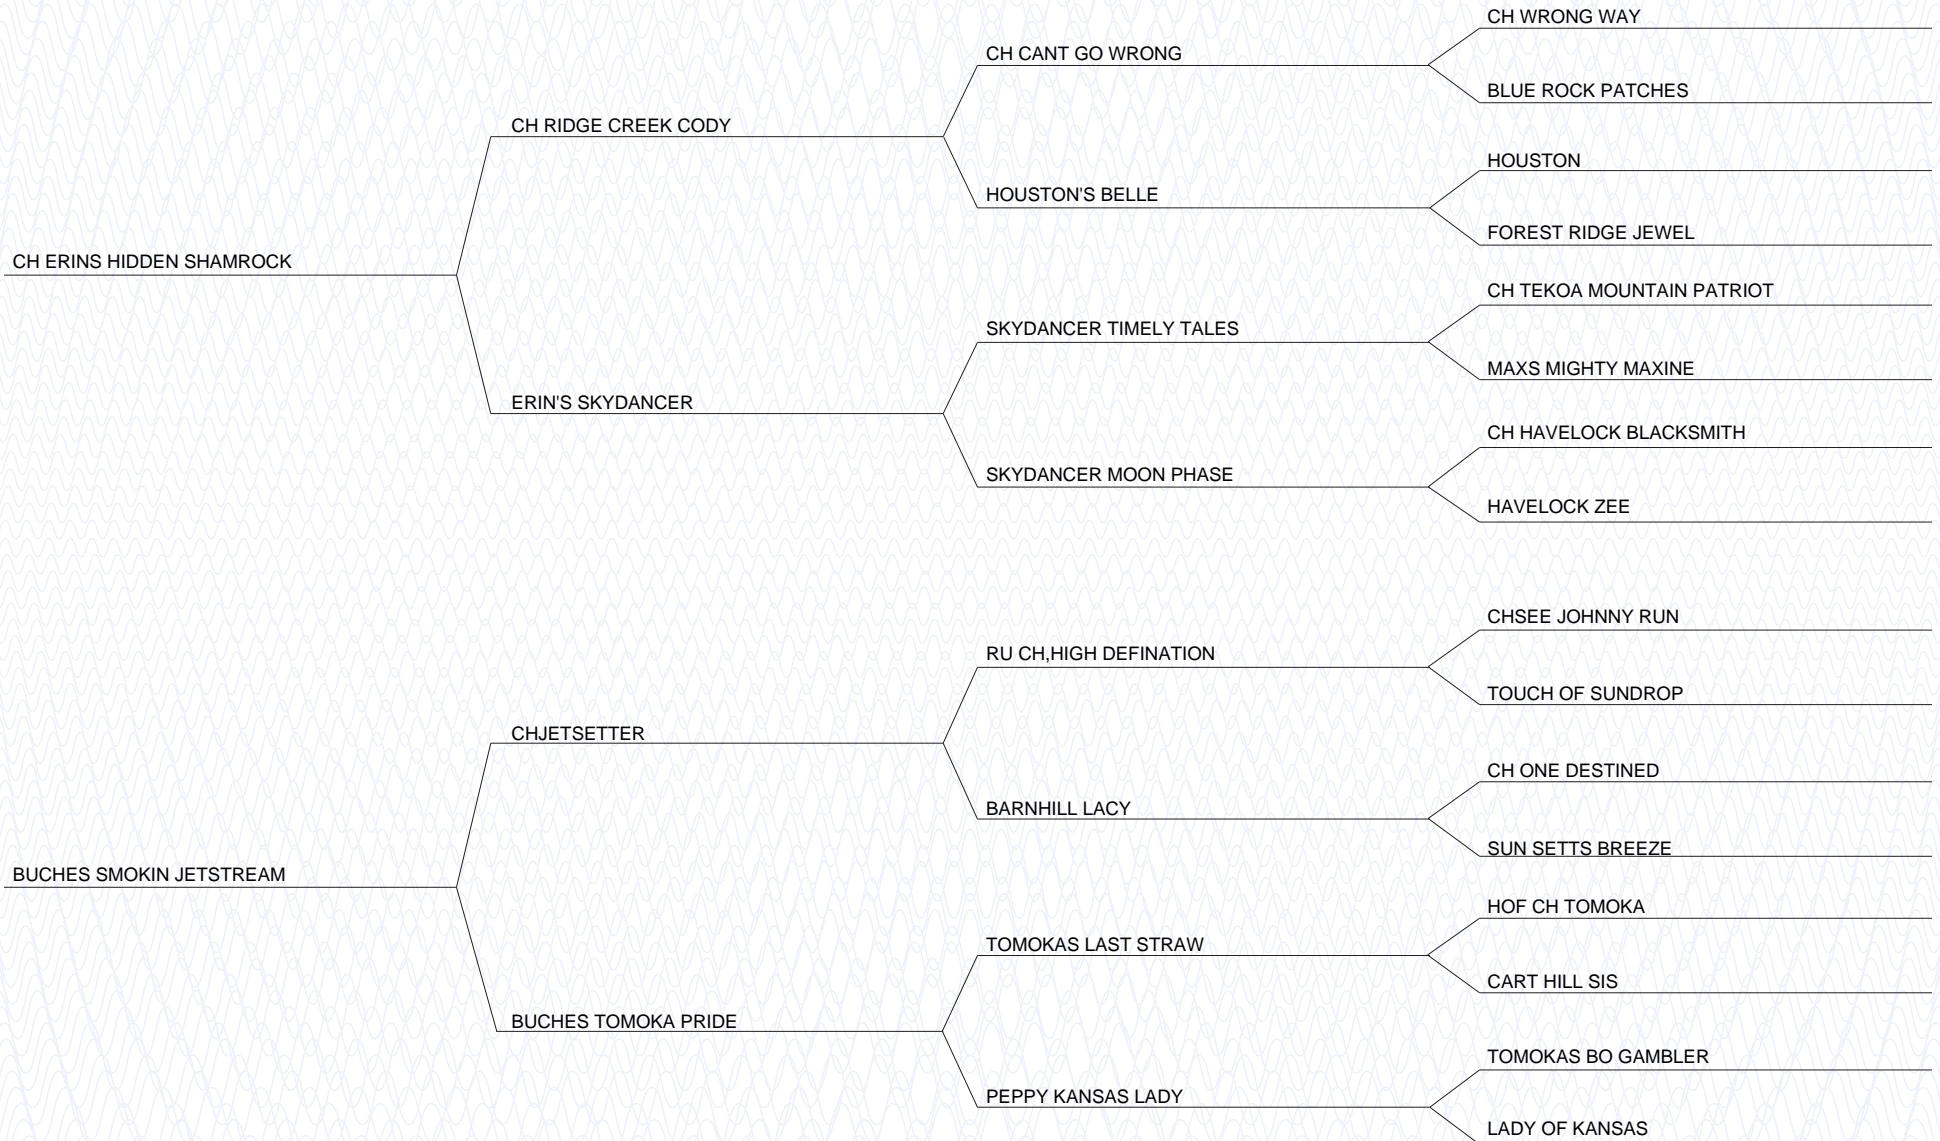 CH WRONG WAY
CH CANT GO WRONG
BLUE ROCK PATCHES
CH RIDGE CREEK CODY
HOUSTON
HOUSTON'S BELLE
FOREST RIDGE JEWEL
CH ERINS HIDDEN SHAMROCK
CH TEKOA MOUNTAIN PATRIOT
SKYDANCER TIMELY TALES
MAXS MIGHTY MAXINE
ERIN'S SKYDANCER
CH HAVELOCK BLACKSMITH
SKYDANCER MOON PHASE
HAVELOCK ZEE
CHSEE JOHNNY RUN
RU CH,HIGH DEFINATION
TOUCH OF SUNDROP
CHJETSETTER
CH ONE DESTINED
BARNHILL LACY
SUN SETTS BREEZE
BUCHES SMOKIN JETSTREAM
HOF CH TOMOKA
TOMOKAS LAST STRAW
CART HILL SIS
BUCHES TOMOKA PRIDE
TOMOKAS BO GAMBLER
PEPPY KANSAS LADY
LADY OF KANSAS